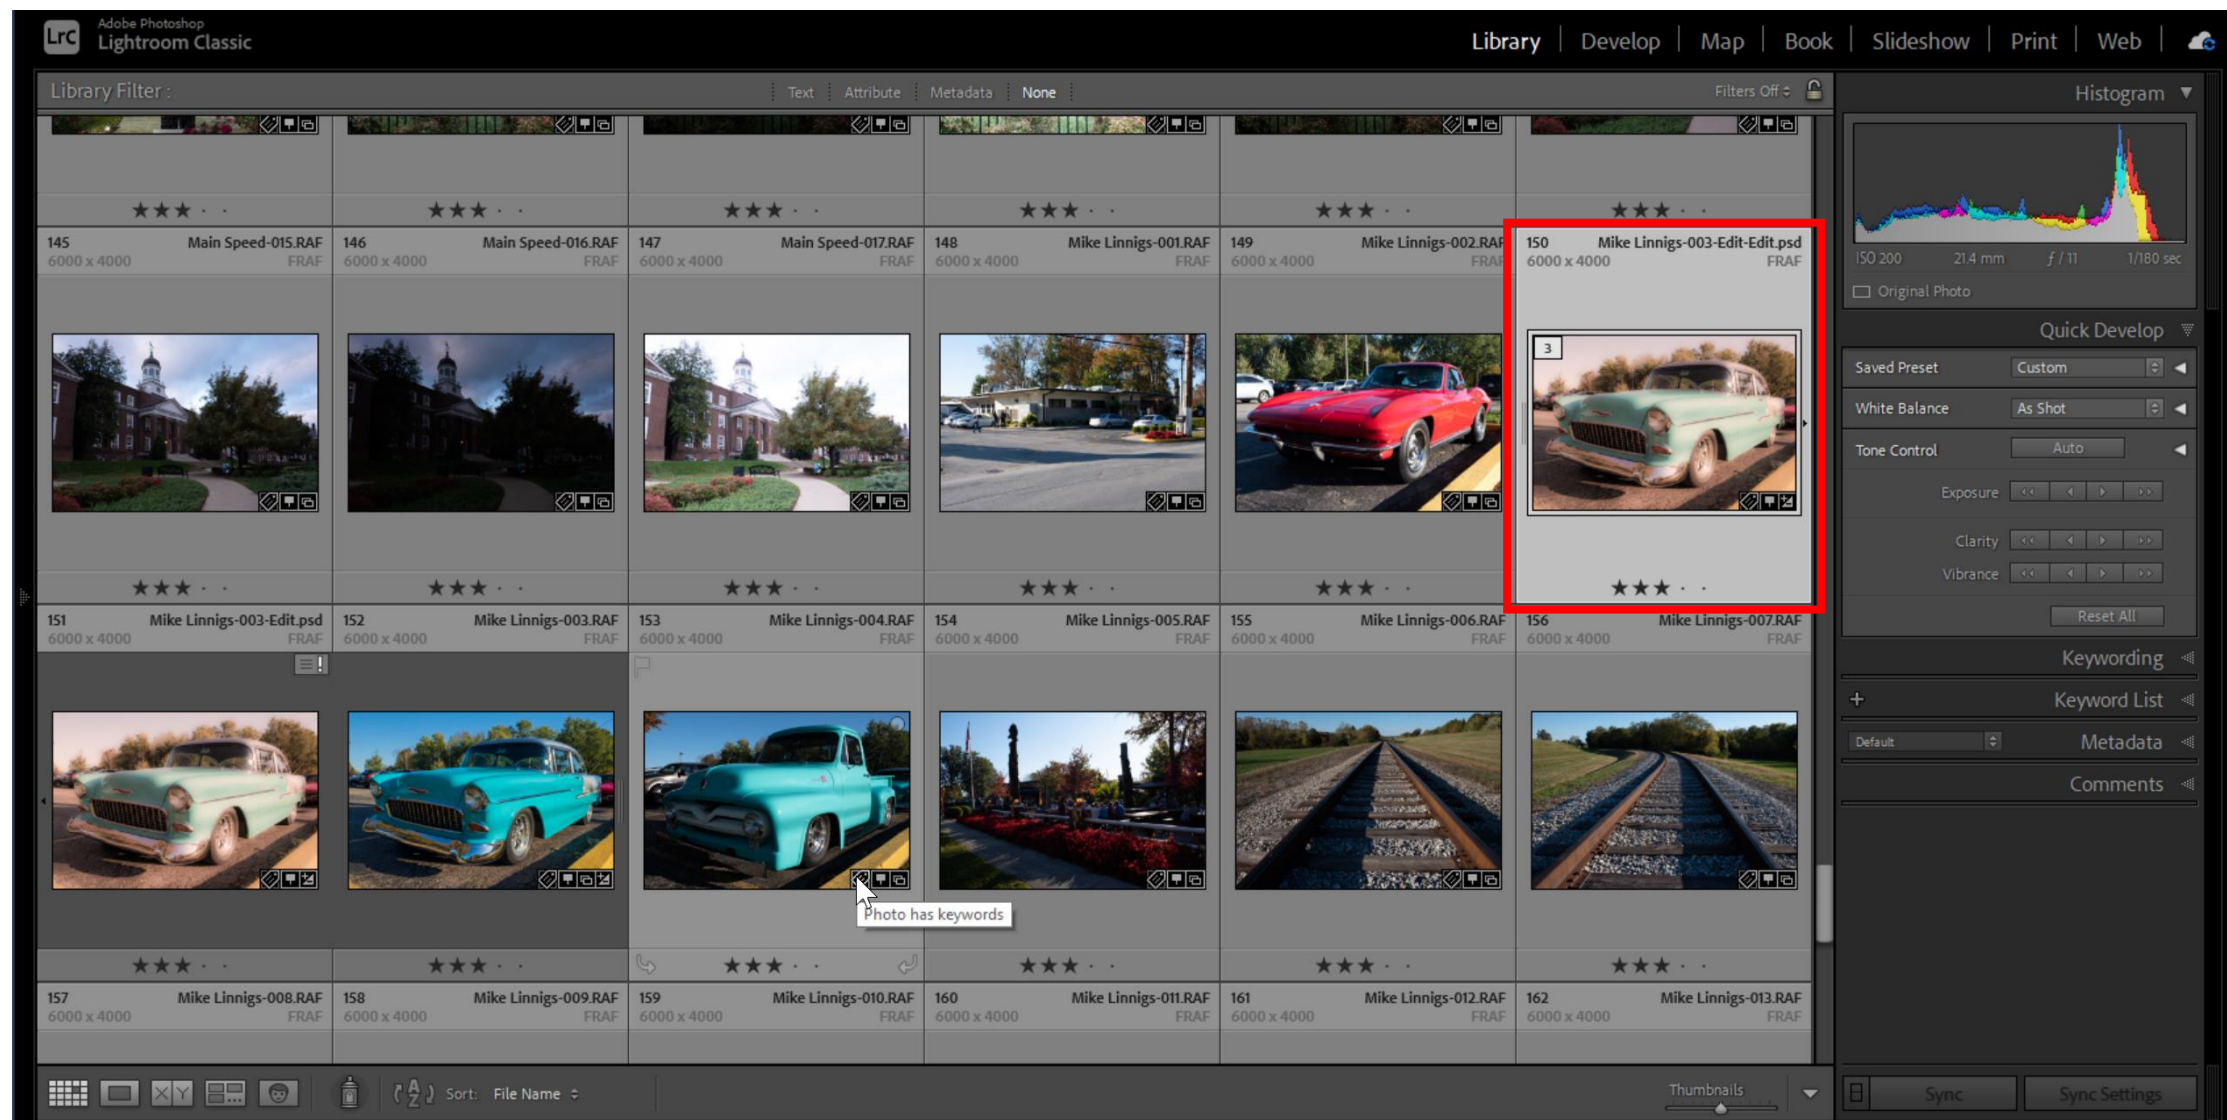 Adobe Photoshop
LrC Lightroom Classic
Library | Develop | Map | Book | Slideshow | Print | Web |
Library Filter : Text Attribute Metadata None Filters Off
Histogram
145 Main Speed-015.RAF 146 Main Speed-016.RAF 147 Main Speed-017.RAF 148 Mike Linnigs-001.RAF 149 Mike Linnigs-002.RAF 150 Mike Linnigs-003-Edit-Edit.psd
6000 x 4000 FRAF 6000 x 4000 FRAF 6000 x 4000 FRAF 6000 x 4000 FRAF 6000 x 4000 FRAF 6000 x 4000 FRAF
ISO 200 21.4 mm ƒ / 11 1/180 sec
Original Photo
Quick Develop
3
Saved Preset Custom
White Balance As Shot
Tone Control Auto
Exposure
Clarity
Vibrance
Reset All
151 Mike Linnigs-003-Edit.psd 152 Mike Linnigs-003.RAF 153 Mike Linnigs-004.RAF 154 Mike Linnigs-005.RAF 155 Mike Linnigs-006.RAF 156 Mike Linnigs-007.RAF
6000 x 4000 FRAF 6000 x 4000 FRAF 6000 x 4000 FRAF 6000 x 4000 FRAF 6000 x 4000 FRAF 6000 x 4000 FRAF
Keywording
Keyword List
Default Metadata
Comments
Photo has keywords
157 Mike Linnigs-008.RAF 158 Mike Linnigs-009.RAF 159 Mike Linnigs-010.RAF 160 Mike Linnigs-011.RAF 161 Mike Linnigs-012.RAF 162 Mike Linnigs-013.RAF
6000 x 4000 FRAF 6000 x 4000 FRAF 6000 x 4000 FRAF 6000 x 4000 FRAF 6000 x 4000 FRAF 6000 x 4000 FRAF
XY AZ Sort: File Name Thumbnails Sync Sync Settings